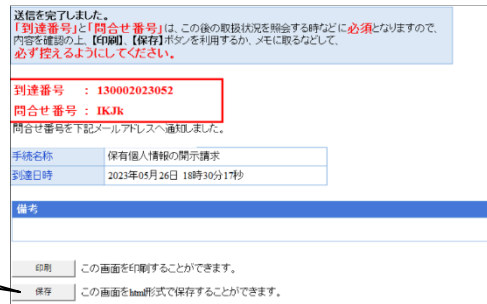 送信を完了しました。
「到達番号」と「問合せ番号」は、この後の取扱状況を照会する時などに必須となりますので、
内容を確認の上、【印刷】、【保存】ボタンを利用するか、メモに取るなどして、
必ず控えるようにしてください。
到達番号 : 130002023052
問合せ番号 : IKJk
問合せ番号を下記メールアドレスへ通知しました。
手続名称 保有個人情報の開示請求
到達日時 2023年05月26日 18時30分17秒
備考
印刷 この画面を印刷することができます。
保存 この画面をhtml形式で保存することができます。